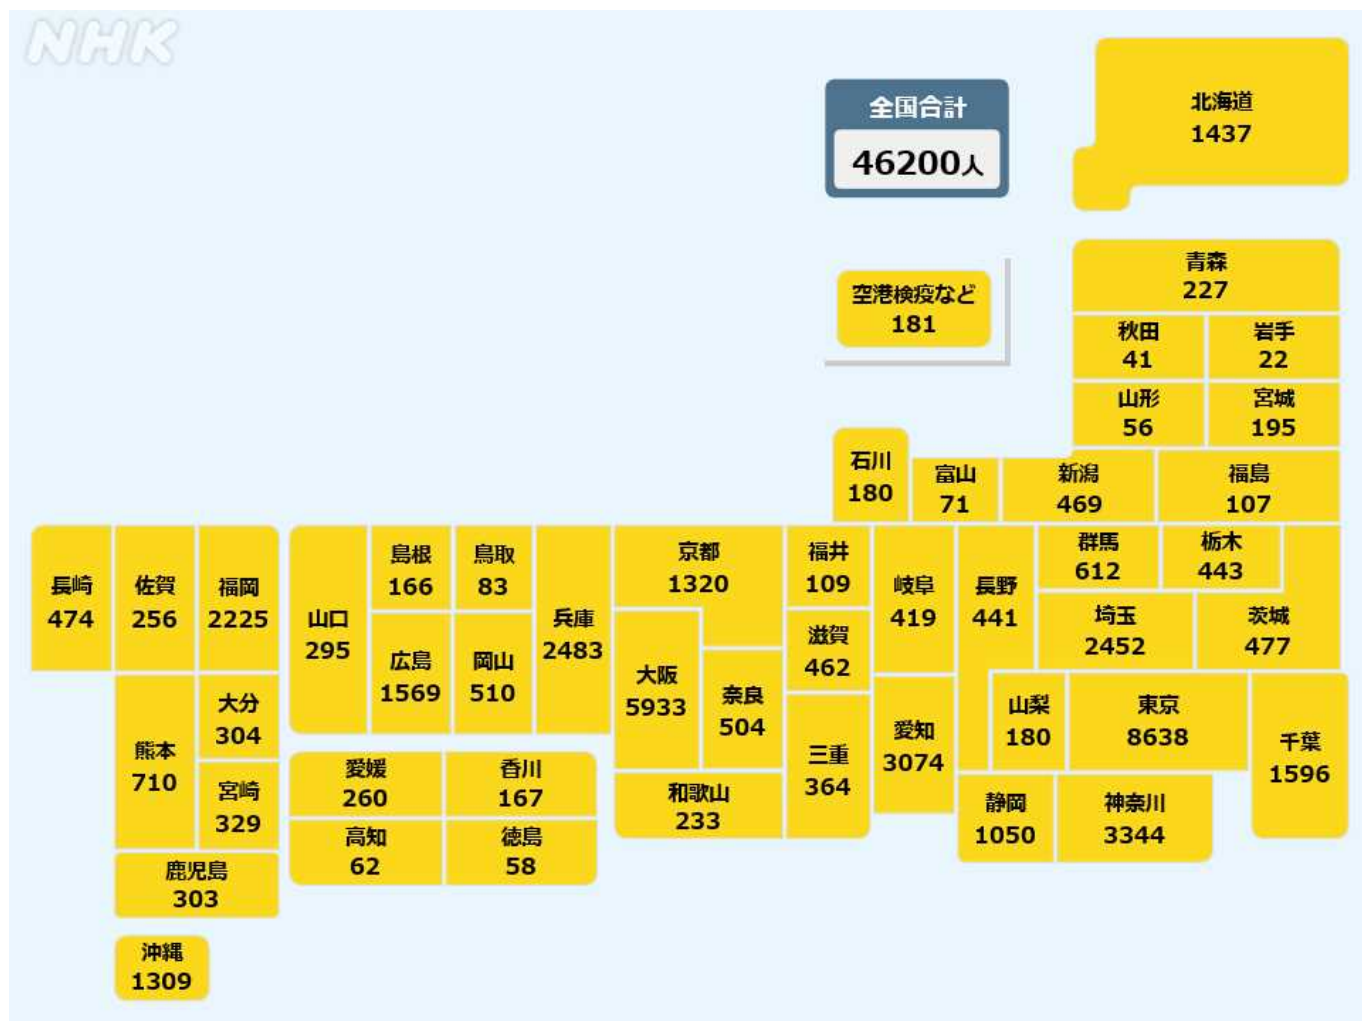 NHK
全国合計
46200人
北海道
1437
空港検疫など
181
青森
227
秋田
41
岩手
22
山形
56
宮城
195
石川
180
富山
71
新潟
469
福島
107
長崎
474
佐賀
256
福岡
2225
山口
295
島根
166
鳥取
83
兵庫
2483
京都
1320
福井
109
岐阜
419
長野
441
群馬
612
栃木
443
広島
1569
岡山
510
大阪
5933
滋賀
462
埼玉
2452
茨城
477
奈良
504
熊本
710
大分
304
三重
364
愛知
3074
山梨
180
東京
8638
千葉
1596
宮崎
329
愛媛
260
香川
167
和歌山
233
静岡
1050
神奈川
3344
高知
62
徳島
58
鹿児島
303
沖縄
1309